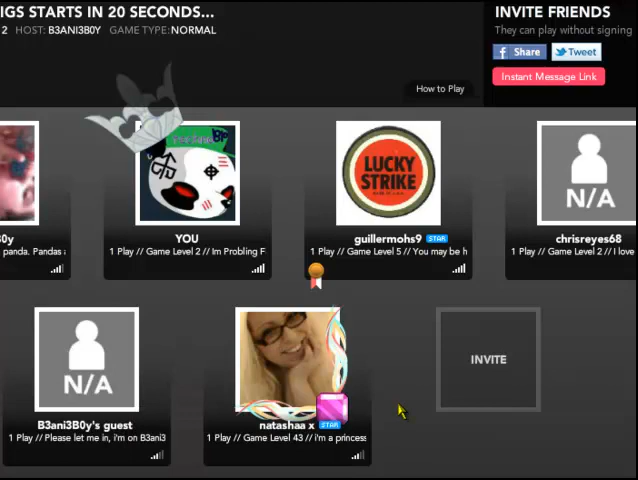 IGS STARTS IN 20 SECONDS...
2 HOST: B3ANI3B0Y GAME TYPE: NORMAL
INVITE FRIENDS
They can play without signing
Share
Tweet
Instant Message Link
How to Play
LUCKY
STRIKE
N/A
0y
YOU
guillermohs9 STAR
chrisreyes68
panda. Pandas a
1 Play // Game Level 2 // Im Probling F
1 Play // Game Level 5 // You may be h
1 Play // Game Level 2 // I love
N/A
INVITE
B3ani3B0y's guest
natashaa x STAR
1 Play // Please let me in, i'm on B3ani3
1 Play // Game Level 43 // i'm a princess